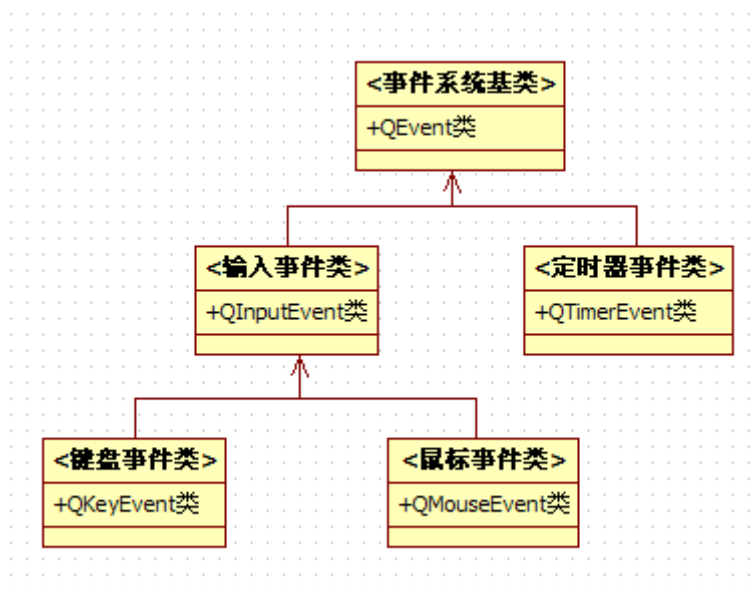 <事件系统基类>
+QEvent类
<输入事件类>
<定时器事件类>
+QInputEvent类
+QTimerEvent类
<键盘事件类>
<鼠标事件类>
+QKeyEvent类
+QMouseEvent类